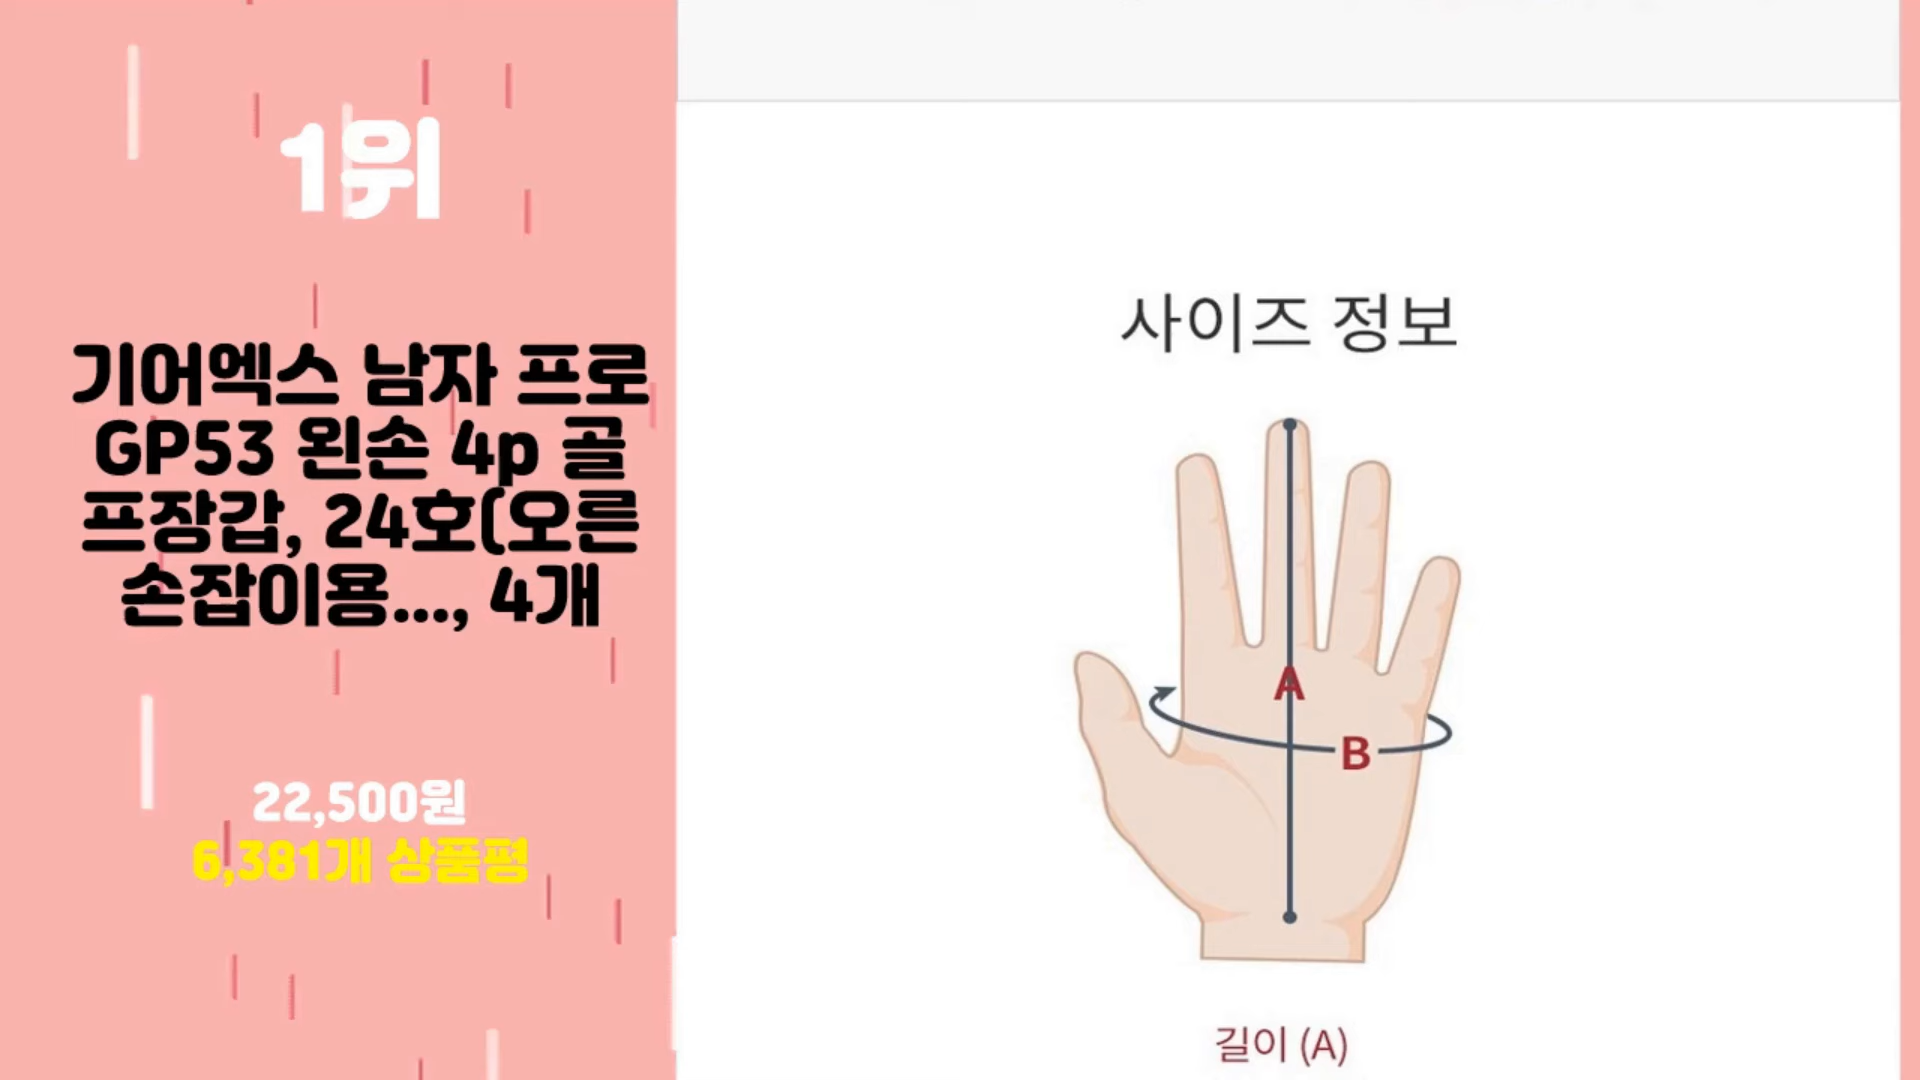 1위
기어엑스 남자 프로
GP53 왼손 4p 골
프장갑, 24호(오른
손잡이용..., 4개
22,500원
6,381개 상품평
사이즈 정보
A
B
길이 (A)